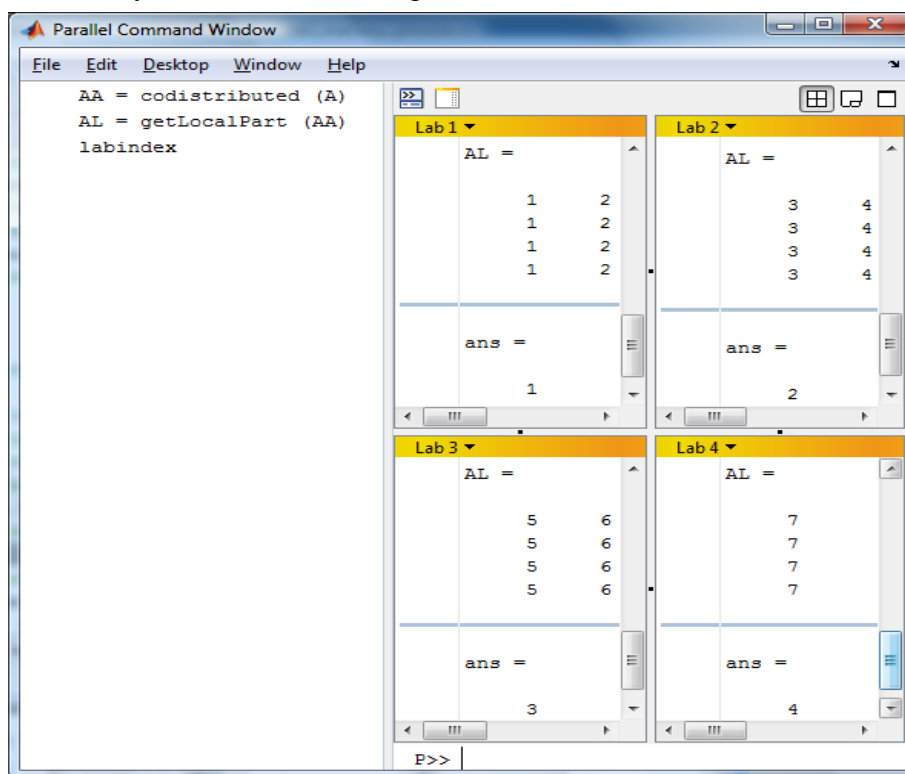 Parallel Command Window
File Edit Desktop Window Help
AA = codistributed (A)
AL = getLocalPart (AA)
labindex
Lab 1
AL =
1 2
1 2
1 2
1 2
ans =
1
Lab 2
AL =
3 4
3 4
3 4
3 4
ans =
2
Lab 3
AL =
5 6
5 6
5 6
5 6
ans =
3
Lab 4
AL =
7
7
7
7
ans =
4
P>>